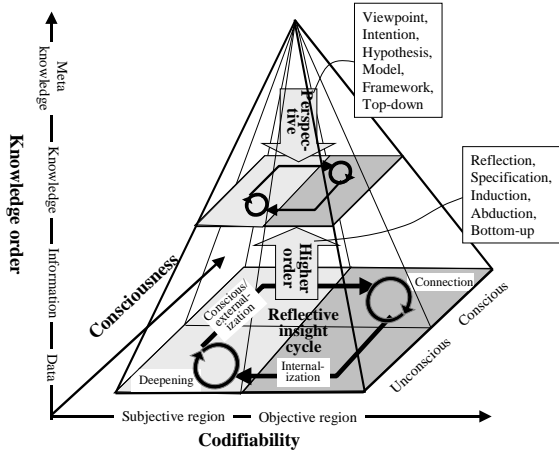 Viewpoint,
Intention,
Hypothesis,
Model,
Framework,
Top-down
Reflection,
Specification,
Induction,
Abduction,
Bottom-up
Knowledge order
Meta
knowledge
Knowledge
Information
Data
Perspec-
tive
Higher
order
Consciousness
Conscious/
external-
ization
Connection
Reflective
insight
cycle
Internal-
ization
Deepening
Conscious
Unconscious
Subjective region
Objective region
Codifiability